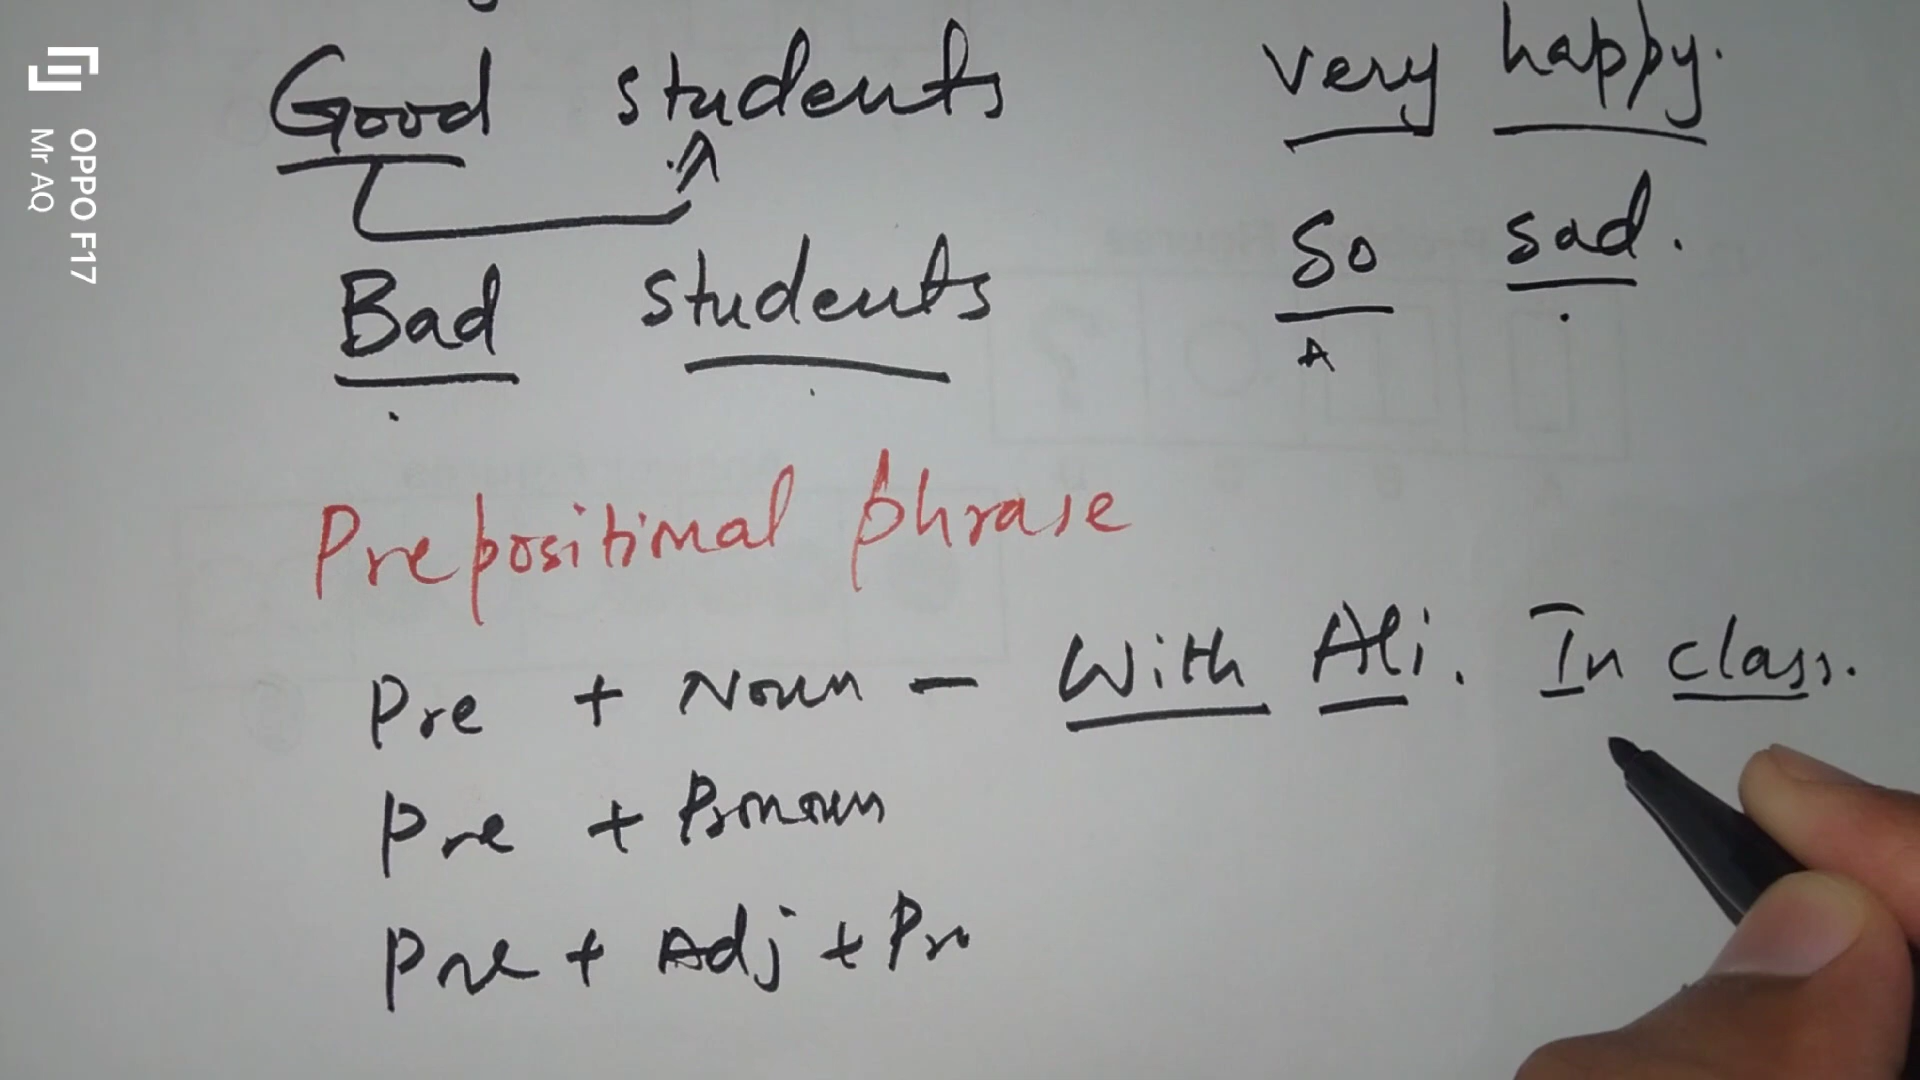 Good students very happy.
Bad students So sad.
A
Prepositional phrase
Pre + Noun – With Ali. In class.
Pre + Pronoun
Pre + Adj + Pr
OPPO F17
Mr AQ